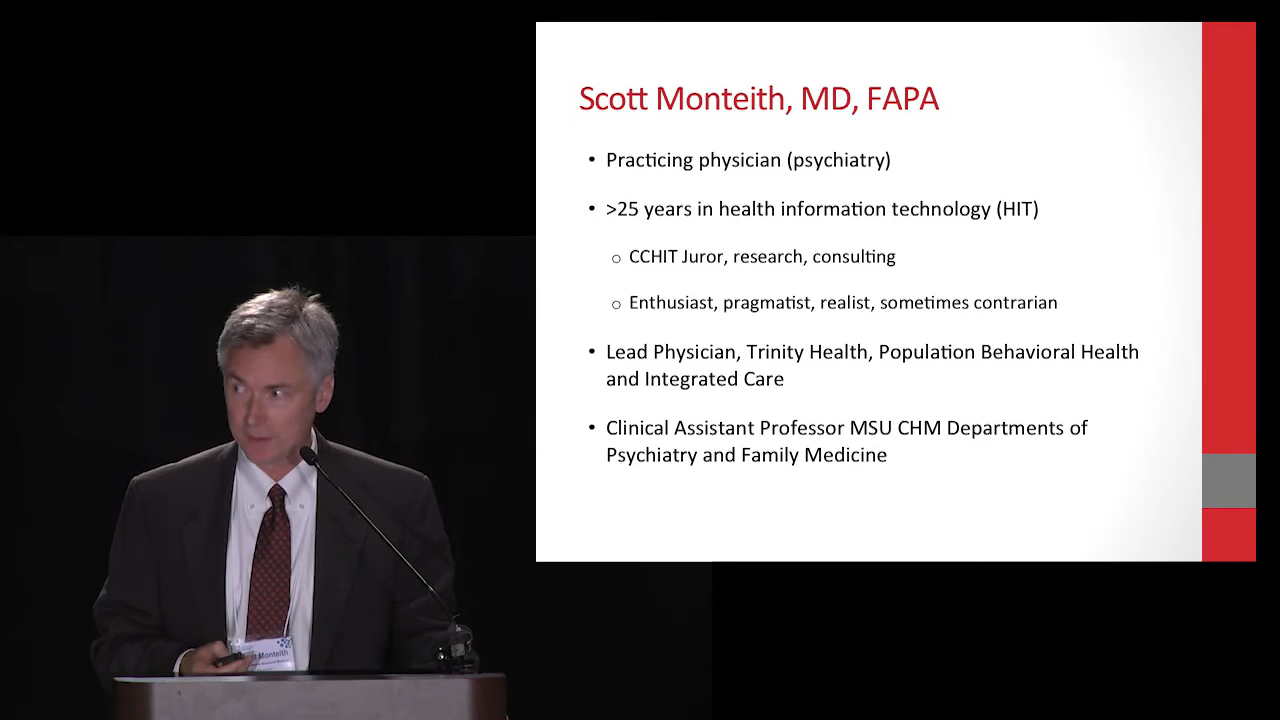 Scott Monteith, MD, FAPA
• Practicing physician (psychiatry)
• >25 years in health information technology (HIT)
o CCHIT Juror, research, consulting
o Enthusiast, pragmatist, realist, sometimes contrarian
• Lead Physician, Trinity Health, Population Behavioral Health
and Integrated Care
• Clinical Assistant Professor MSU CHM Departments of
Psychiatry and Family Medicine
Monteith